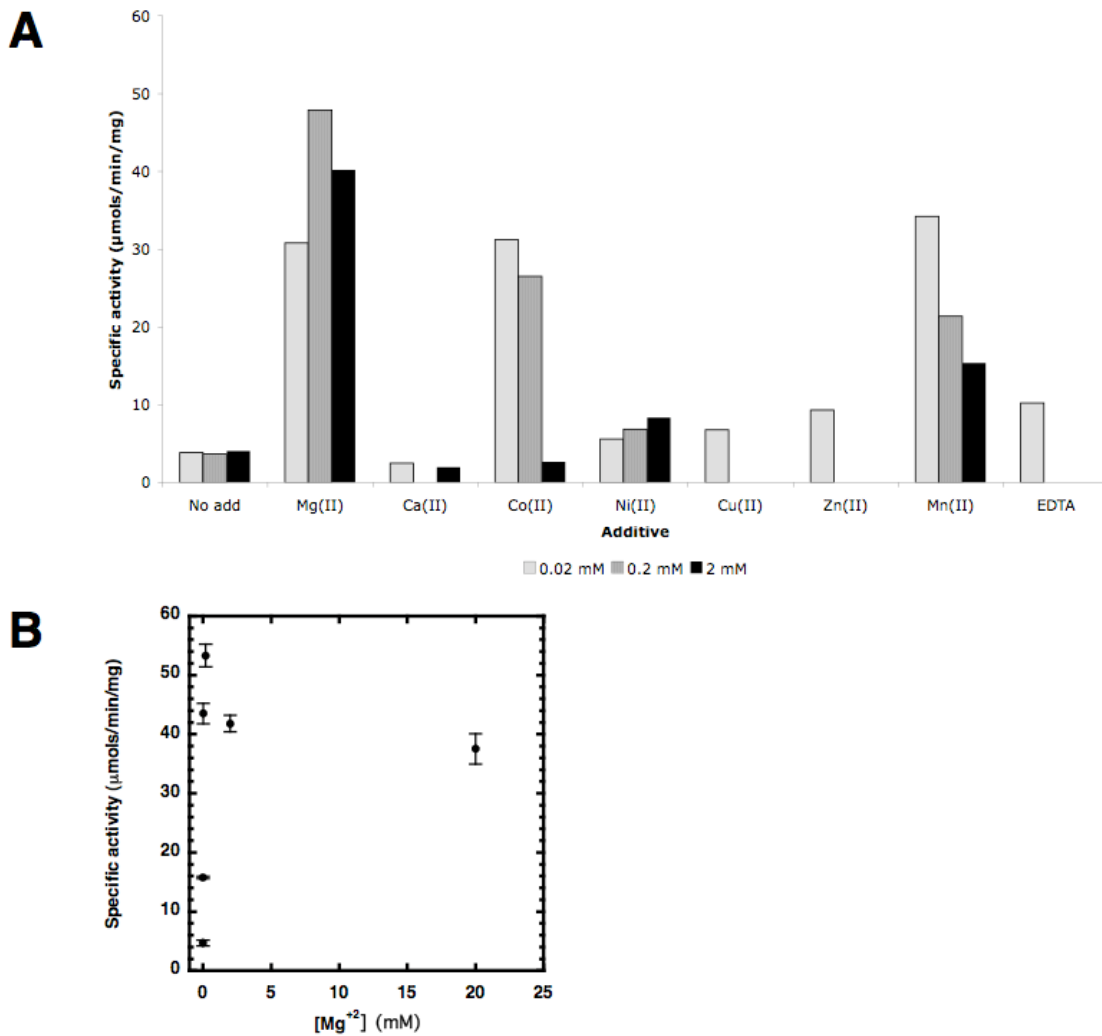 A
Specific activity (µmols/min/mg)
60
50
40
30
20
10
0
No add Mg(II) Ca(II) Co(II) Ni(II) Cu(II) Zn(II) Mn(II) EDTA
Additive
0.02 mM 0.2 mM 2 mM
B
Specific activity (µmols/min/mg)
60
50
40
30
20
10
0
0 5 10 15 20 25
[Mg+2] (mM)